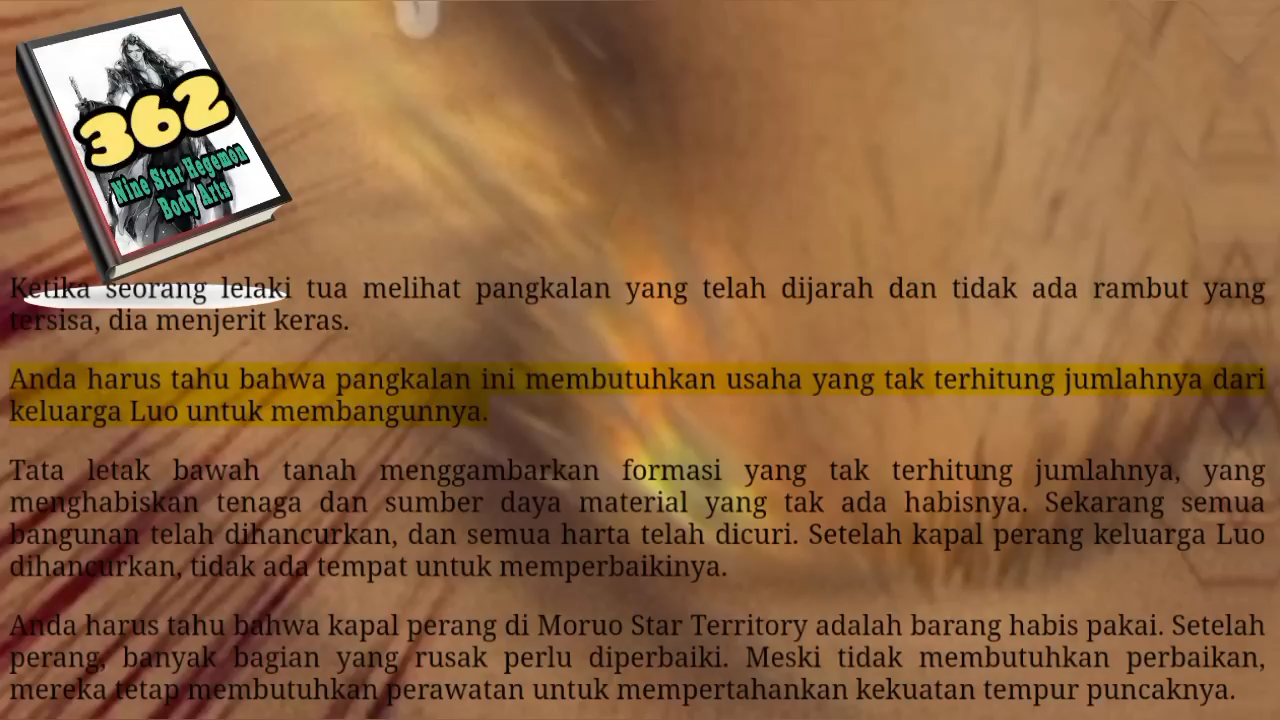 362
Nine Star Hegemon
Body Arts
Ketika seorang lelaki tua melihat pangkalan yang telah dijarah dan tidak ada rambut yang
tersisa, dia menjerit keras.
Anda harus tahu bahwa pangkalan ini membutuhkan usaha yang tak terhitung jumlahnya dari
keluarga Luo untuk membangunnya.
Tata letak bawah tanah menggambarkan formasi yang tak terhitung jumlahnya, yang
menghabiskan tenaga dan sumber daya material yang tak ada habisnya. Sekarang semua
bangunan telah dihancurkan, dan semua harta telah dicuri. Setelah kapal perang keluarga Luo
dihancurkan, tidak ada tempat untuk memperbaikinya.
Anda harus tahu bahwa kapal perang di Moruo Star Territory adalah barang habis pakai. Setelah
perang, banyak bagian yang rusak perlu diperbaiki. Meski tidak membutuhkan perbaikan,
mereka tetap membutuhkan perawatan untuk mempertahankan kekuatan tempur puncaknya.